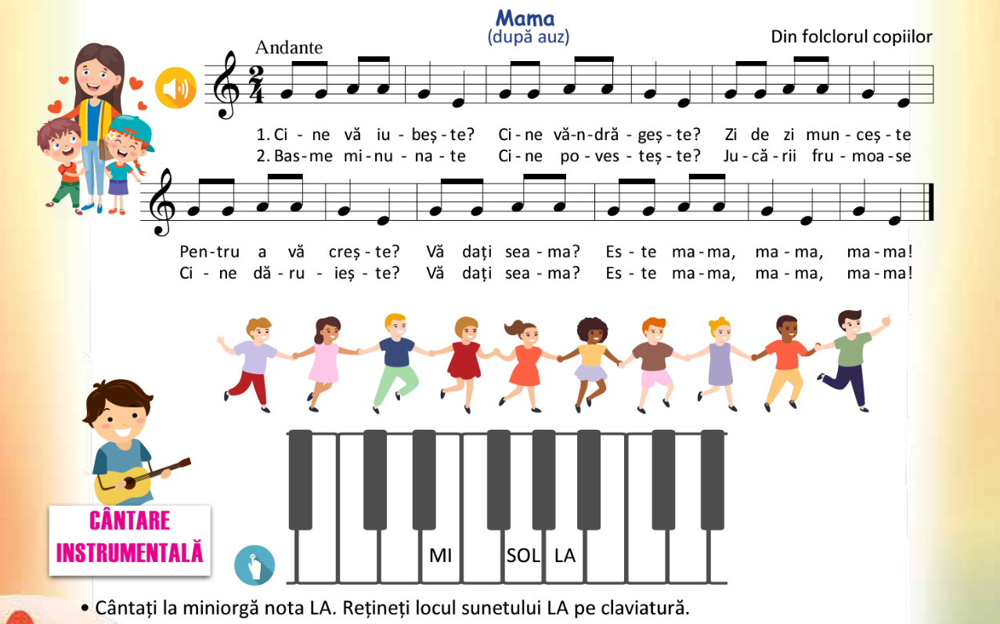 Mama
(după auz)
Din folclorul copiilor
Andante
2
4
1. Ci - ne vă iu - beș - te? Ci - ne vă-n-dră - geș - te? Zi de zi mun - ceș - te
2. Bas - me mi - nu - na - te Ci - ne po - ves - teș - te? Ju - că - rii fru - moa - se
Pen - tru a vă creș - te? Vă dați sea - ma? Es - te ma - ma, ma - ma, ma - ma!
Ci - ne dă - ru - ieș - te? Vă dați sea - ma? Es - te ma - ma, ma - ma, ma - ma!
CÂNTARE
INSTRUMENTALĂ
MI SOL LA
• Cântați la miniorgă nota LA. Rețineți locul sunetului LA pe claviatură.